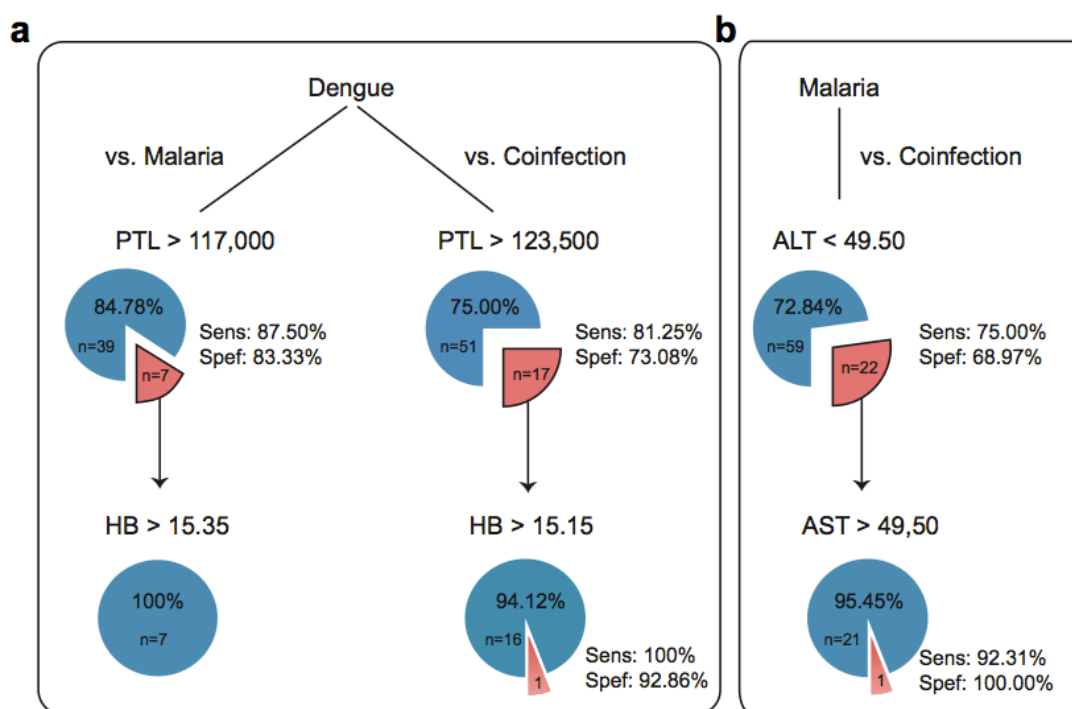 a
Dengue
vs. Malaria
vs. Coinfection
PTL > 117,000
84.78%
n=39
n=7
Sens: 87.50%
Spef: 83.33%
HB > 15.35
100%
n=7
PTL > 123,500
75.00%
n=51
n=17
Sens: 81.25%
Spef: 73.08%
HB > 15.15
94.12%
n=16
1
Sens: 100%
Spef: 92.86%
b
Malaria
vs. Coinfection
ALT < 49.50
72.84%
n=59
n=22
Sens: 75.00%
Spef: 68.97%
AST > 49,50
95.45%
n=21
1
Sens: 92.31%
Spef: 100.00%